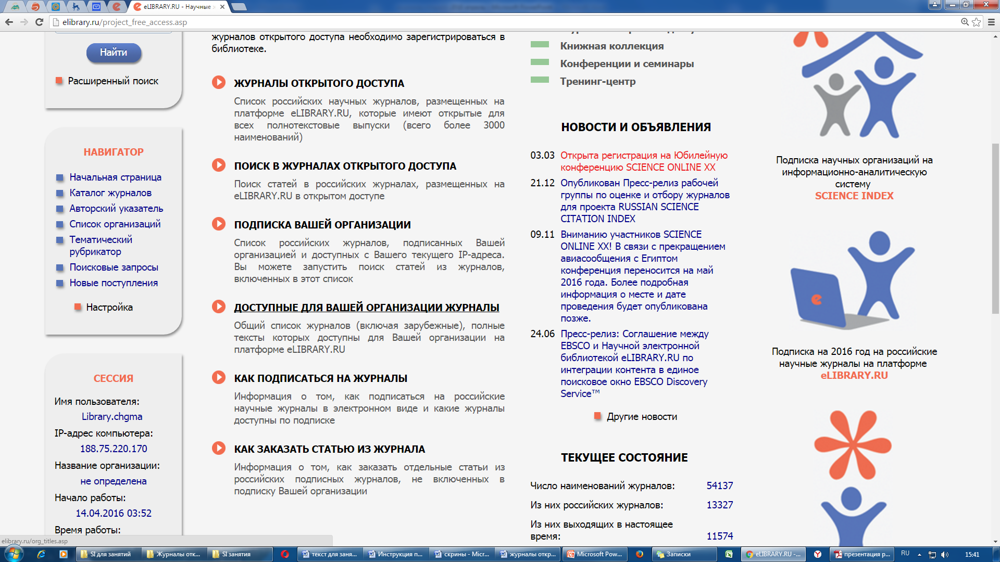 eLIBRARY.RU - Научные
elibrary.ru/project_free_access.asp
Найти
Расширенный поиск
НАВИГАТОР
Начальная страница
Каталог журналов
Авторский указатель
Список организаций
Тематический
рубрикатор
Поисковые запросы
Новые поступления
Настройка
СЕССИЯ
Имя пользователя:
Library.chgma
IP-адрес компьютера:
188.75.220.170
Название организации:
не определена
Начало работы:
14.04.2016 03:52
Время работы:
журналов открытого доступа необходимо зарегистрироваться в
библиотеке.
ЖУРНАЛЫ ОТКРЫТОГО ДОСТУПА
Список российских научных журналов, размещенных на
платформе eLIBRARY.RU, которые имеют открытые для
всех полнотекстовые выпуски (всего более 3000
наименований)
ПОИСК В ЖУРНАЛАХ ОТКРЫТОГО ДОСТУПА
Поиск статей в российских журналах, размещенных на
eLIBRARY.RU в открытом доступе
ПОДПИСКА ВАШЕЙ ОРГАНИЗАЦИИ
Список российских журналов, подписанных Вашей
организацией и доступных с Вашего текущего IP-адреса.
Вы можете запустить поиск статей из журналов,
включенных в этот список
ДОСТУПНЫЕ ДЛЯ ВАШЕЙ ОРГАНИЗАЦИИ ЖУРНАЛЫ
Общий список журналов (включая зарубежные), полные
тексты которых доступны для Вашей организации на
платформе eLIBRARY.RU
КАК ПОДПИСАТЬСЯ НА ЖУРНАЛЫ
Информация о том, как подписаться на российские
научные журналы в электронном виде и какие журналы
доступны по подписке
КАК ЗАКАЗАТЬ СТАТЬЮ ИЗ ЖУРНАЛА
Информация о том, как заказать отдельные статьи из
российских подписных журналов, не включенных в
подписку Вашей организации
Книжная коллекция
Конференции и семинары
Тренинг-центр
НОВОСТИ И ОБЪЯВЛЕНИЯ
03.03 Открыта регистрация на Юбилейную
конференцию SCIENCE ONLINE XX
21.12 Опубликован Пресс-релиз рабочей
группы по оценке и отбору журналов
для проекта RUSSIAN SCIENCE
CITATION INDEX
09.11 Вниманию участников SCIENCE
ONLINE XX! В связи с прекращением
авиасообщения с Египтом
конференция переносится на май
2016 года. Более подробная
информация о месте и дате
проведения будет опубликована
позже.
24.06 Пресс-релиз: Соглашение между
EBSCO и Научной электронной
библиотекой eLIBRARY.RU по
интеграции контента в единое
поисковое окно EBSCO Discovery
Service™
Другие новости
ТЕКУЩЕЕ СОСТОЯНИЕ
Число наименований журналов: 54137
Из них российских журналов: 13327
Из них выходящих в настоящее
время: 11574
Подписка научных организаций на
информационно-аналитическую
систему
SCIENCE INDEX
Подписка на 2016 год на российские
научные журналы на платформе
eLIBRARY.RU
elibrary.ru/org_titles.asp
SI для занятий
Журналы отк...
SI занятия
текст для заня...
Инструкция п...
скрины - Micr...
журналы откр...
Microsoft Pow...
Записки
eLIBRARY.RU -...
презентация p...
RU
15:41